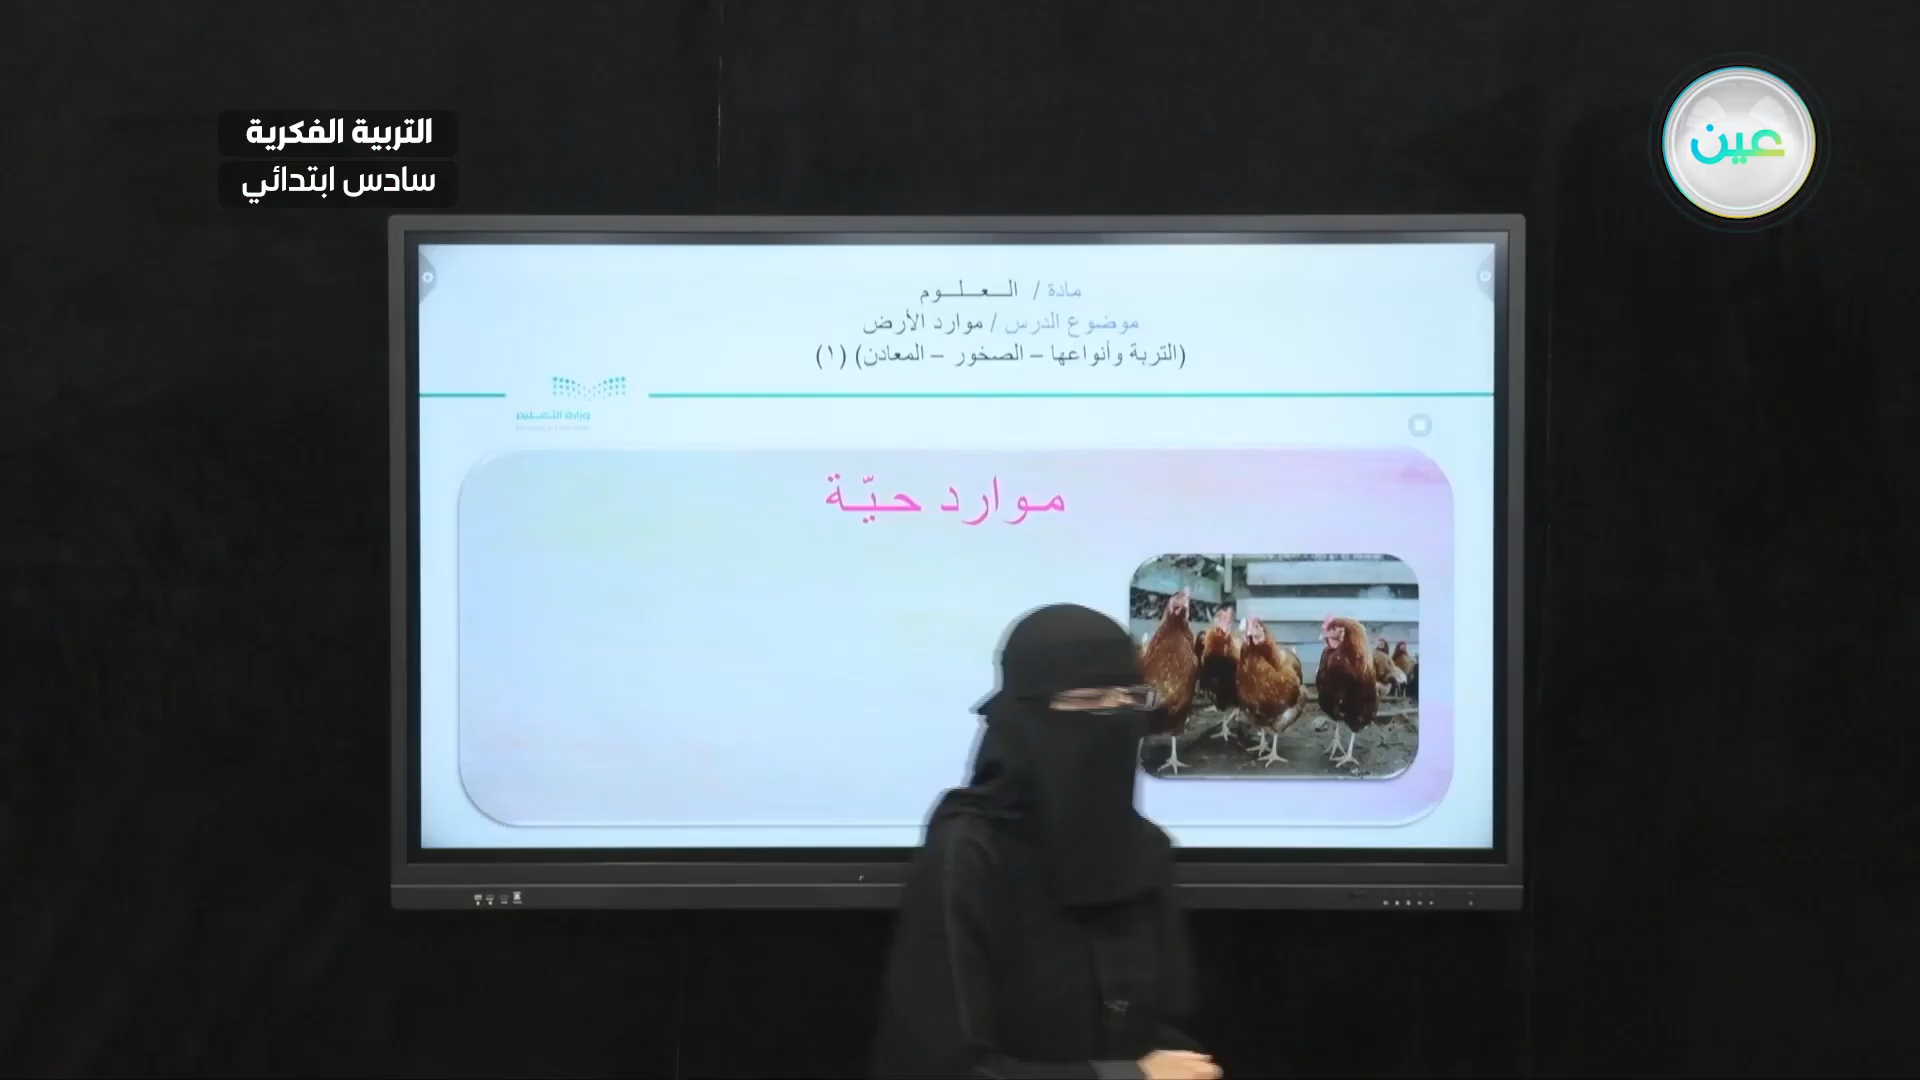 عين
التربية الفكرية
سادس ابتدائي
مادة / الـــعـــلـــوم
موضوع الدرس / موارد الأرض
(التربة وأنواعها – الصخور – المعادن) (١)
وزارة التعليم
موارد حيّة